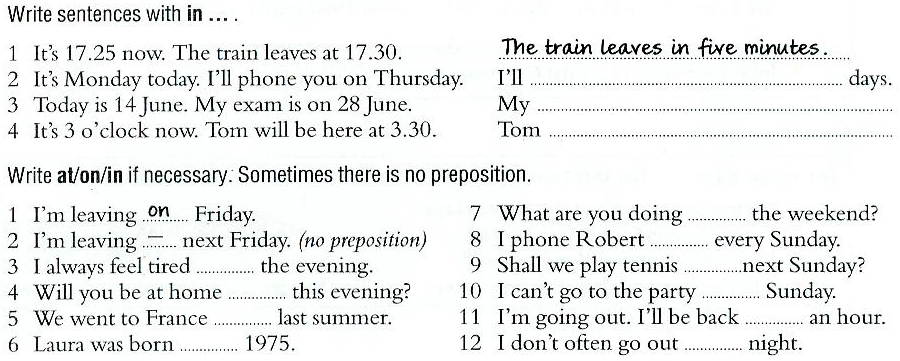 Write sentences with in ... .
1 It's 17.25 now. The train leaves at 17.30. The train leaves in five minutes.
2 It's Monday today. I'll phone you on Thursday. I'll ........ days.
3 Today is 14 June. My exam is on 28 June. My ........
4 It's 3 o'clock now. Tom will be here at 3.30. Tom ........
Write at/on/in if necessary. Sometimes there is no preposition.
1 I'm leaving on Friday.
2 I'm leaving – next Friday. (no preposition)
3 I always feel tired ........ the evening.
4 Will you be at home ........ this evening?
5 We went to France ........ last summer.
6 Laura was born ........ 1975.
7 What are you doing ........ the weekend?
8 I phone Robert ........ every Sunday.
9 Shall we play tennis ........ next Sunday?
10 I can't go to the party ........ Sunday.
11 I'm going out. I'll be back ........ an hour.
12 I don't often go out ........ night.